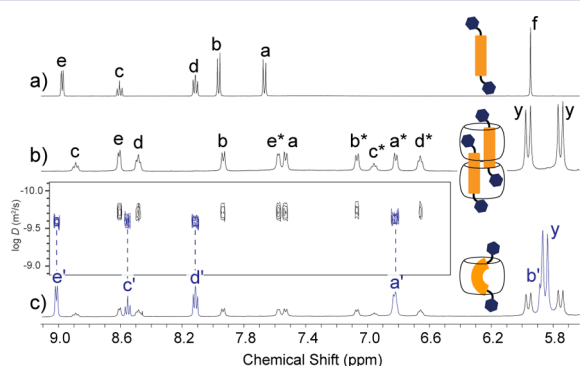 e c d b a f
a)
c e d b e* a b* c* a* d* y y
b)
-10.0
-9.5
-9.0
log D (m²/s)
e' c' d' a' b' y
c)
9.0 8.6 8.2 7.8 7.4 7.0 6.6 6.2 5.8
Chemical Shift (ppm)